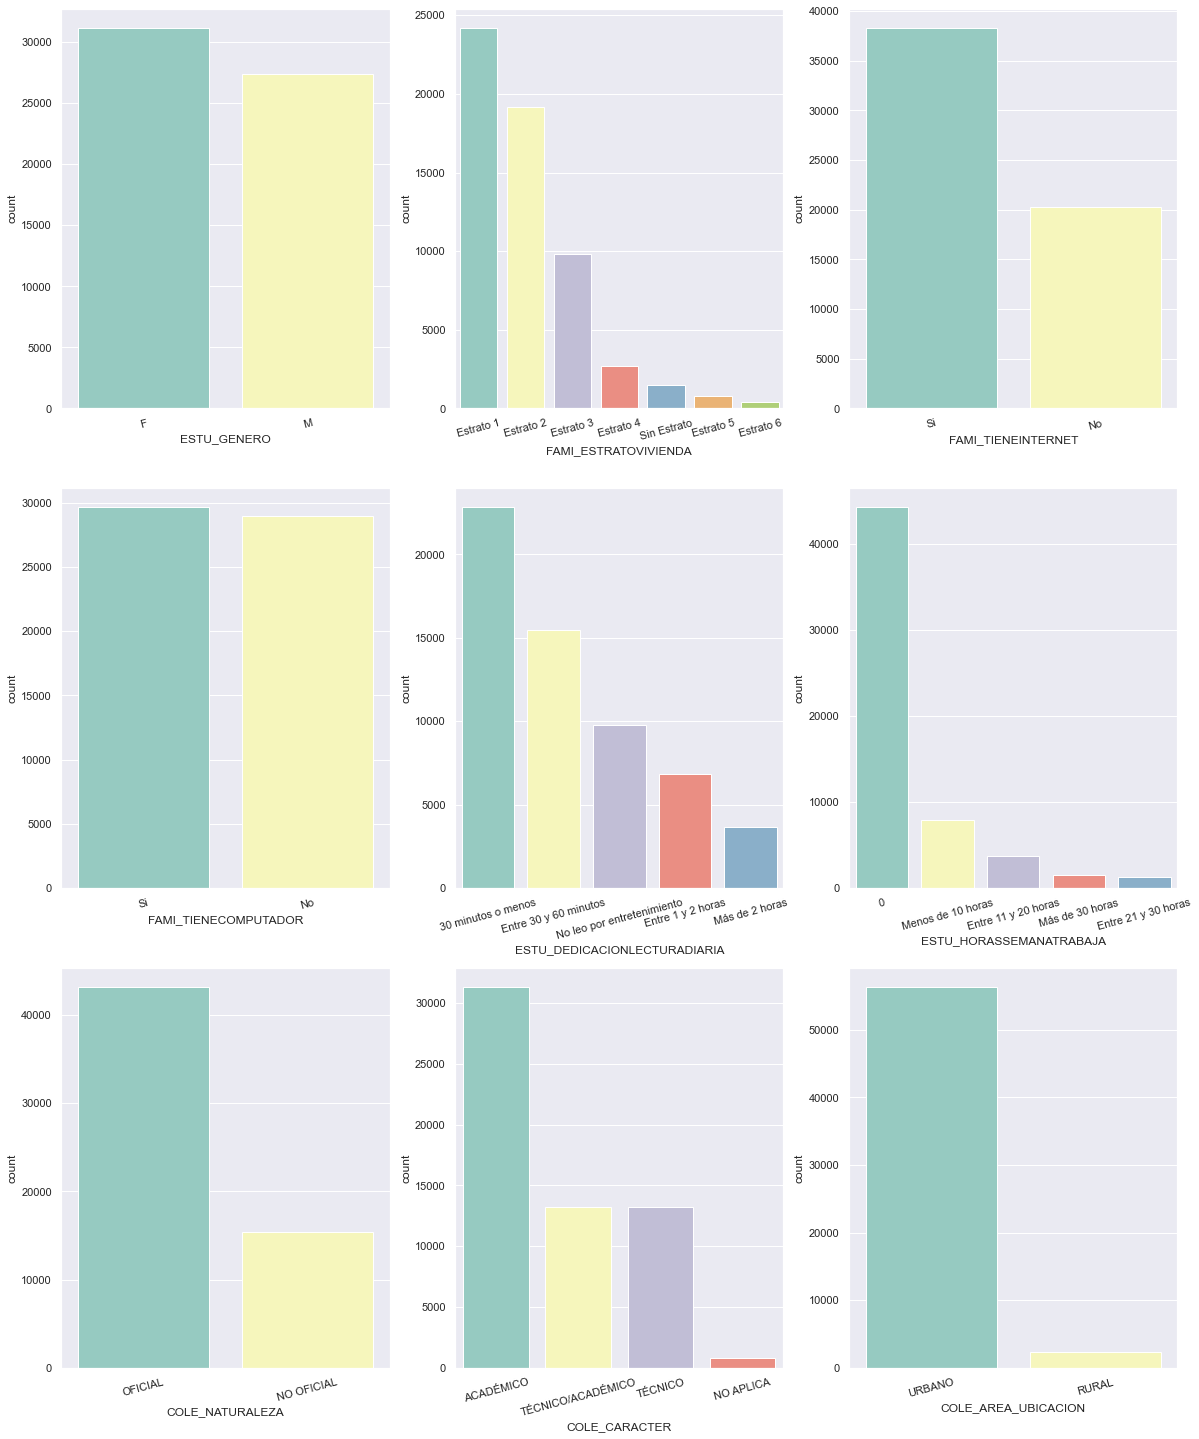 30000
25000
20000
15000
10000
5000
0
count
F
M
ESTU_GENERO
25000
20000
15000
10000
5000
0
count
Estrato 1
Estrato 2
Estrato 3
Estrato 4
Sin Estrato
Estrato 5
Estrato 6
FAMI_ESTRATOVIVIENDA
40000
35000
30000
25000
20000
15000
10000
5000
0
count
Si
No
FAMI_TIENEINTERNET
30000
25000
20000
15000
10000
5000
0
count
Si
No
FAMI_TIENECOMPUTADOR
20000
15000
10000
5000
0
count
30 minutos o menos
Entre 30 y 60 minutos
No leo por entretenimiento
Entre 1 y 2 horas
Más de 2 horas
ESTU_DEDICACIONLECTURADIARIA
40000
30000
20000
10000
0
count
0
Menos de 10 horas
Entre 11 y 20 horas
Más de 30 horas
Entre 21 y 30 horas
ESTU_HORASSEMANATRABAJA
40000
30000
20000
10000
0
count
OFICIAL
NO OFICIAL
COLE_NATURALEZA
30000
25000
20000
15000
10000
5000
0
count
ACADÉMICO
TÉCNICO/ACADÉMICO
TÉCNICO
NO APLICA
COLE_CARACTER
50000
40000
30000
20000
10000
0
count
URBANO
RURAL
COLE_AREA_UBICACION